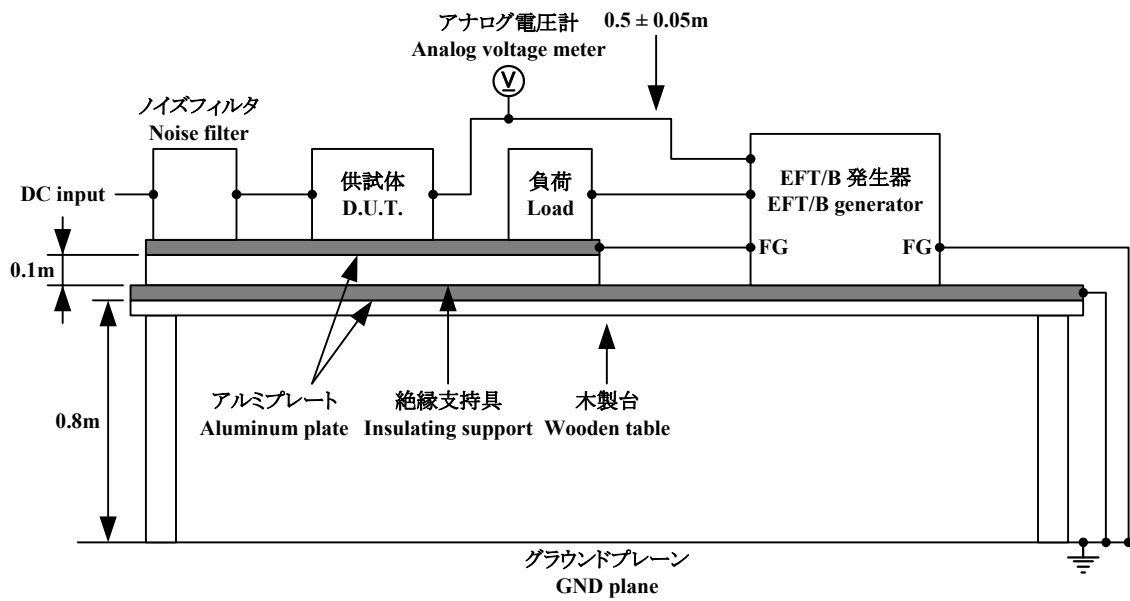 アナログ電圧計
Analog voltage meter
0.5 ± 0.05m
V
ノイズフィルタ
Noise filter
DC input
供試体
D.U.T.
負荷
Load
EFT/B 発生器
EFT/B generator
FG
FG
0.1m
0.8m
アルミプレート
Aluminum plate
絶縁支持具
Insulating support
木製台
Wooden table
グラウンドプレーン
GND plane